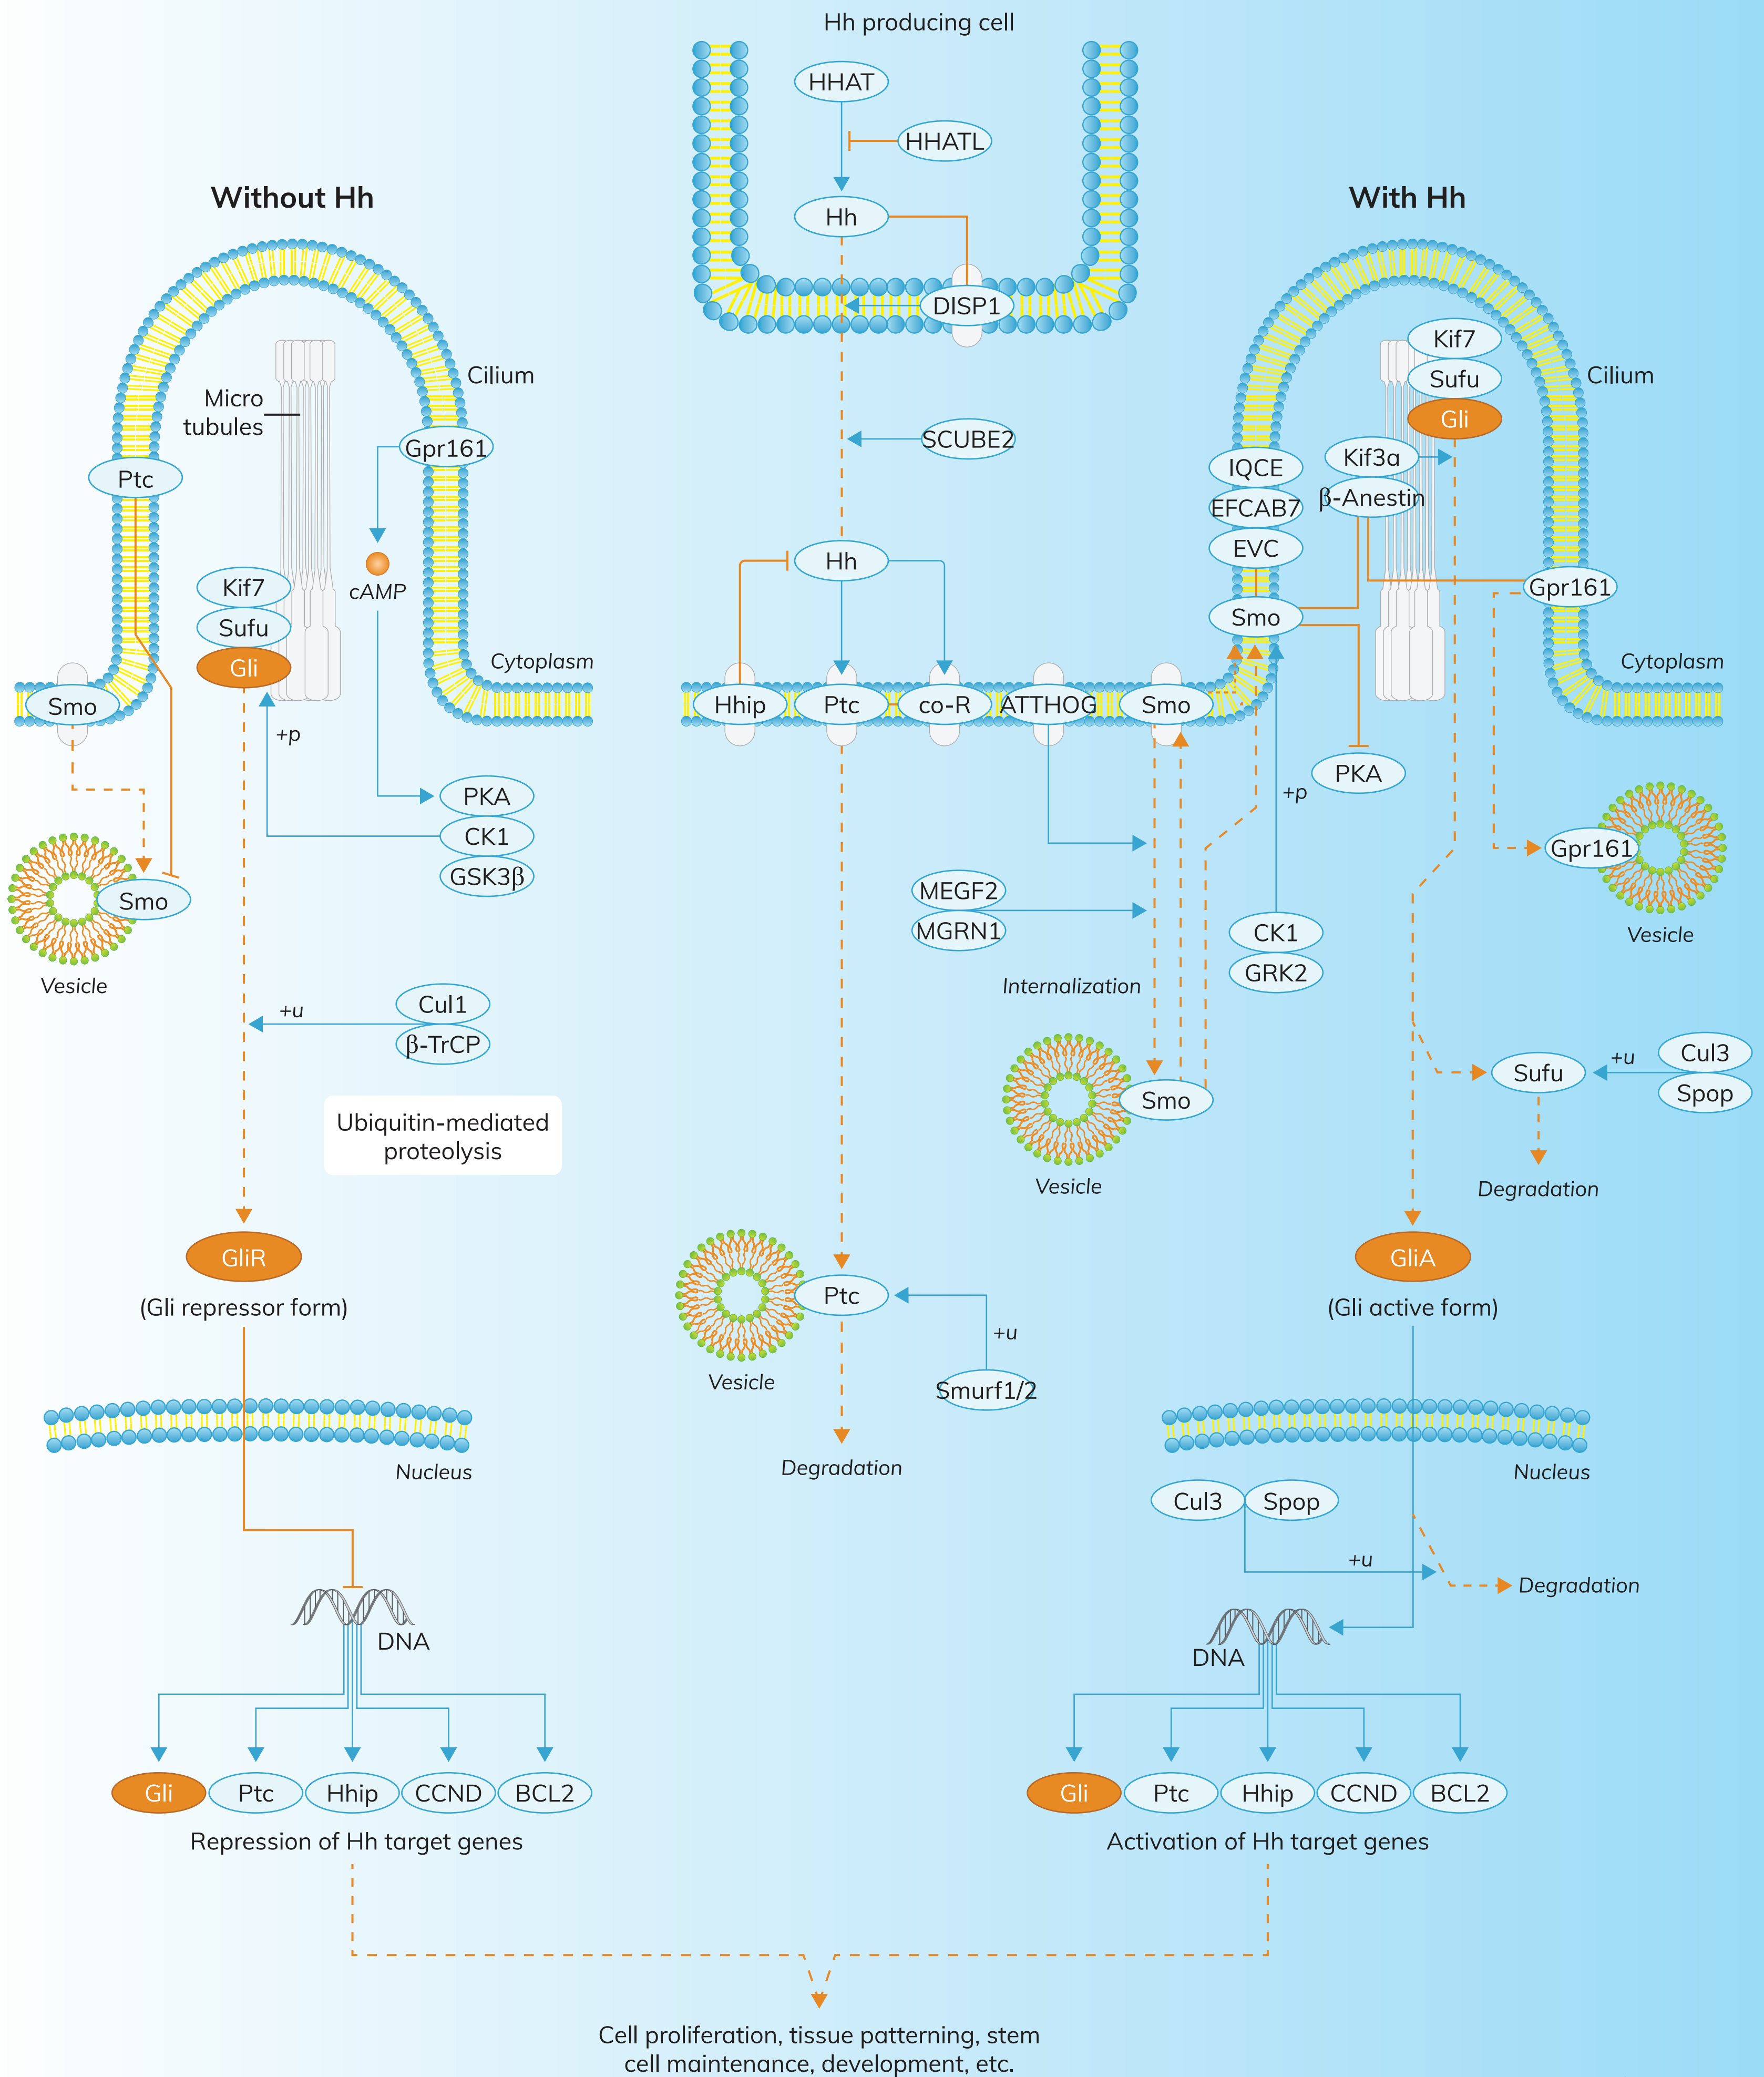 Hh producing cell
HHAT
HHATL
Hh
DISP1
SCUBE2
Without Hh
Cilium
Micro
tubules
Gpr161
Ptc
cAMP
Kif7
Sufu
Gli
Cytoplasm
Smo
+p
PKA
CK1
GSK3β
Smo
Vesicle
+u
Cul1
β-TrCP
Ubiquitin-mediated
proteolysis
GliR
(Gli repressor form)
Nucleus
DNA
Gli
Ptc
Hhip
CCND
BCL2
Repression of Hh target genes
With Hh
Cilium
Kif7
Sufu
Gli
Kif3a
β-Anestin
IQCE
EFCAB7
EVC
Smo
Gpr161
Cytoplasm
Hh
Hhip
Ptc
co-R
ATTHOG
Smo
PKA
+p
Gpr161
Vesicle
MEGF2
MGRN1
CK1
GRK2
Internalization
Smo
Vesicle
Sufu
+u
Cul3
Spop
Degradation
Ptc
Vesicle
+u
Smurf1/2
Degradation
GliA
(Gli active form)
Nucleus
Cul3
Spop
+u
Degradation
DNA
Gli
Ptc
Hhip
CCND
BCL2
Activation of Hh target genes
Cell proliferation, tissue patterning, stem
cell maintenance, development, etc.